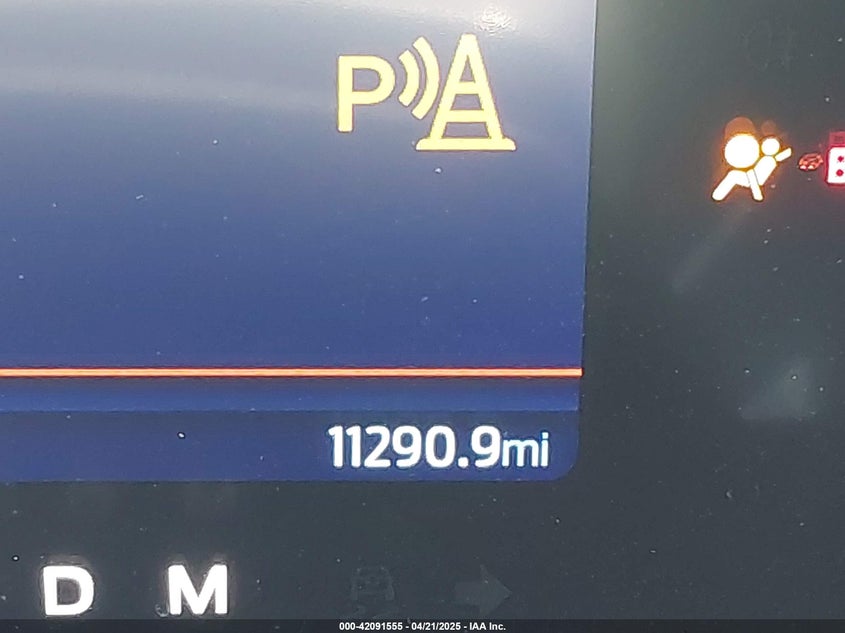 P
11290.9mi
D M
000-42091555 - 04/21/2025 - IAA Inc.